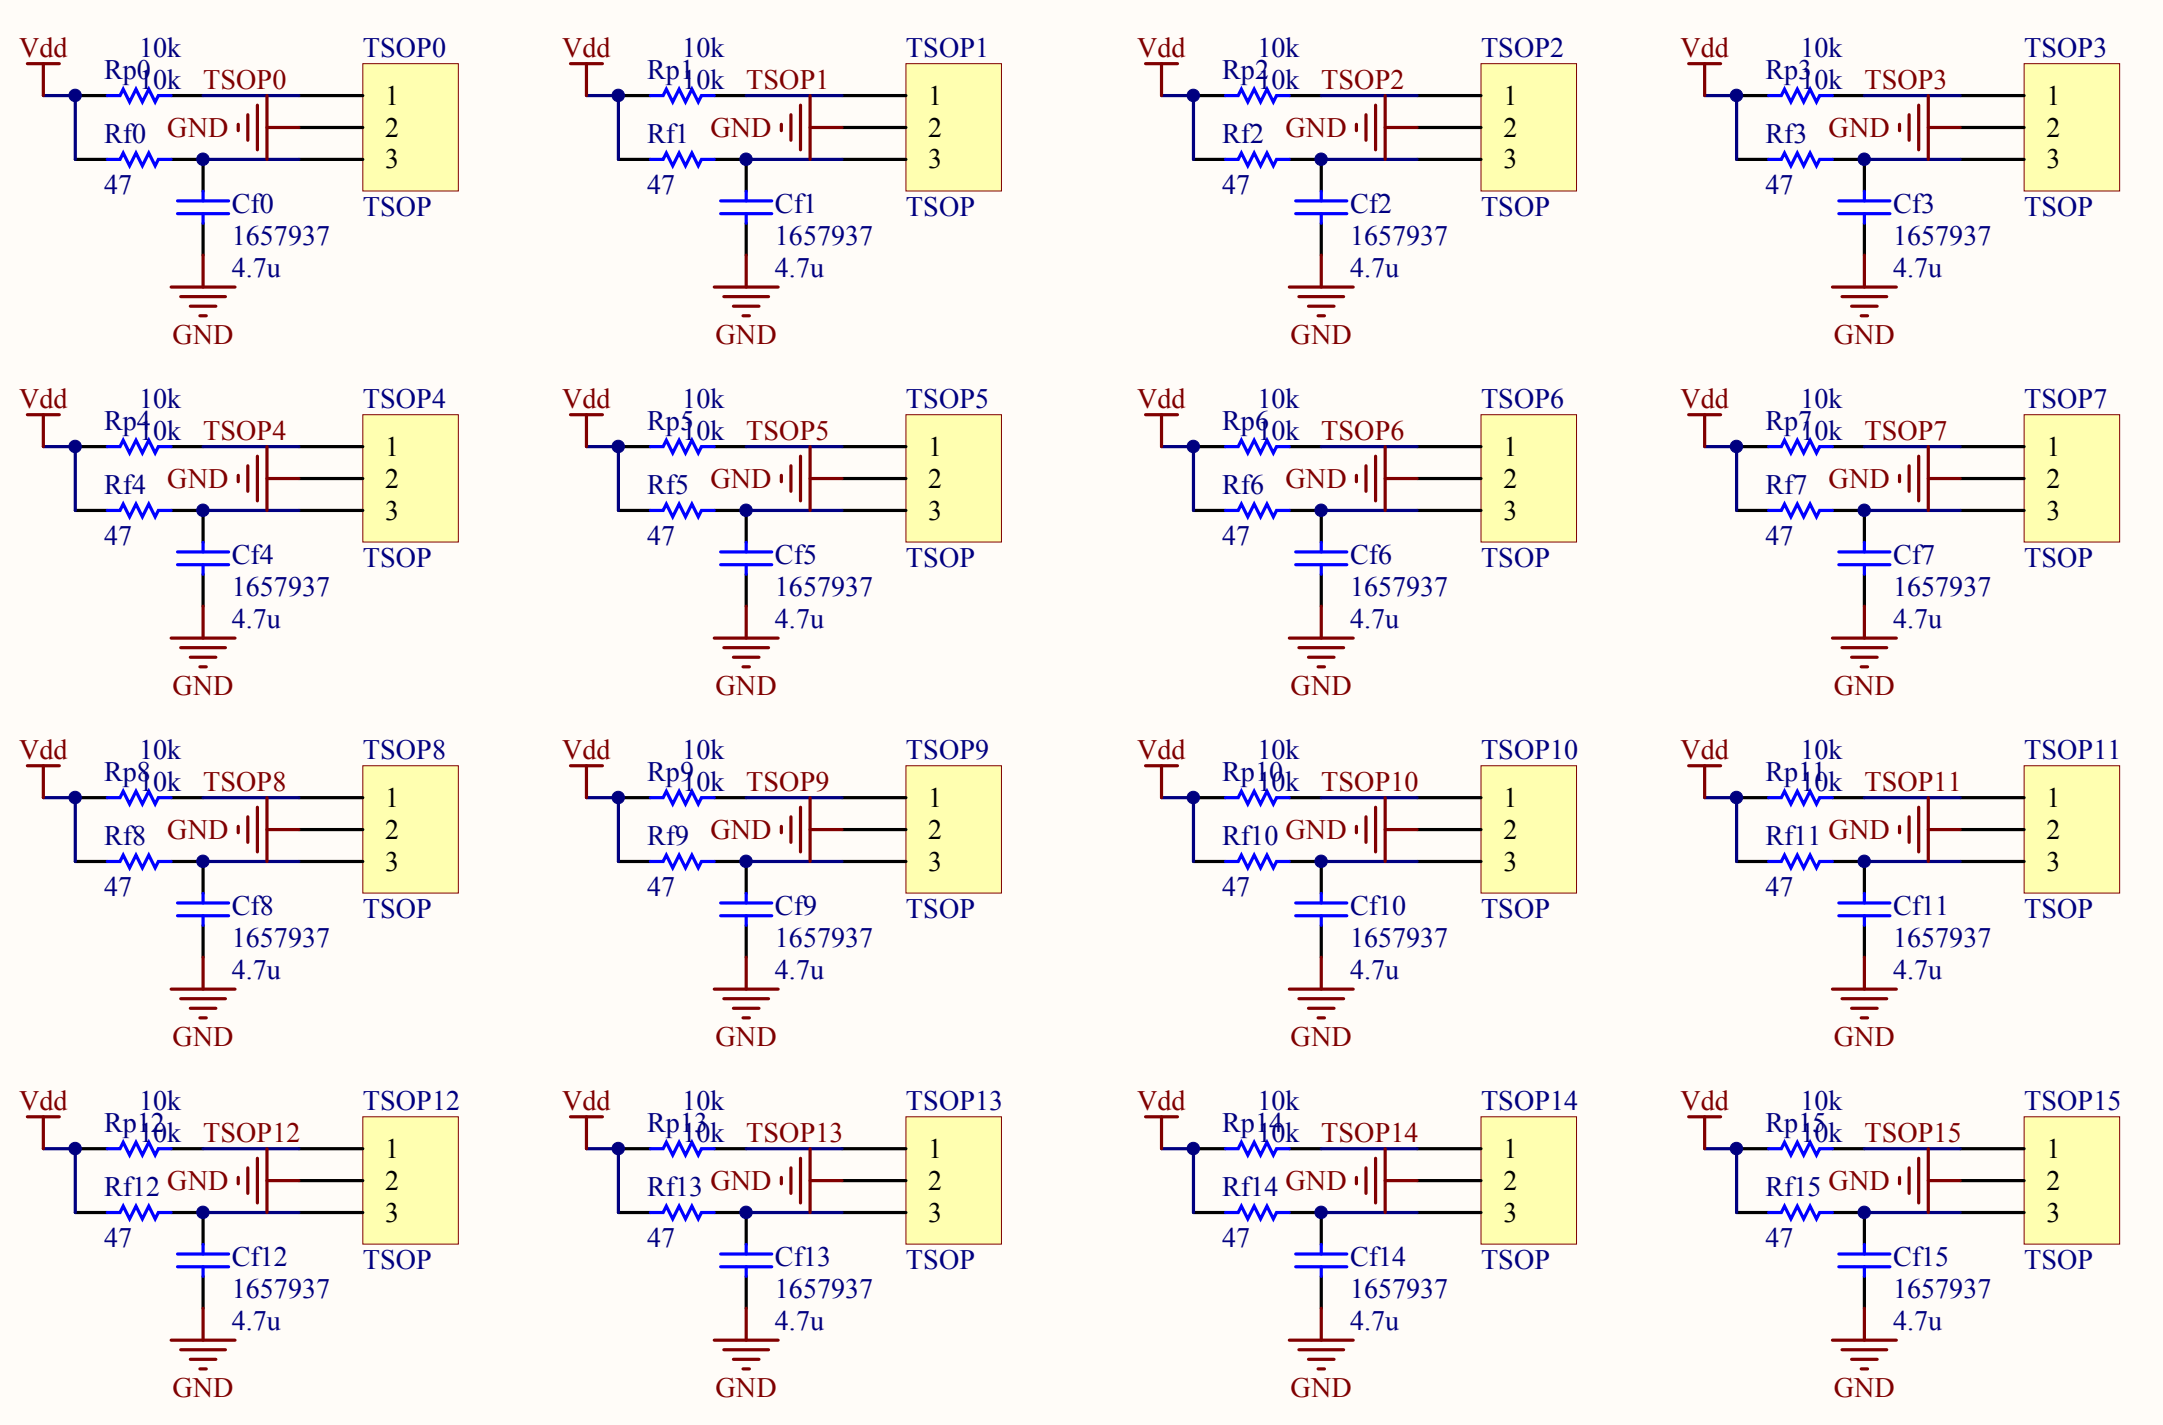 Vdd 10k TSOP0
Rp0 10k TSOP0 1
GND 2
Rf0 3
47
Cf0 TSOP
1657937
4.7u
GND
Vdd 10k TSOP1
Rp1 10k TSOP1 1
GND 2
Rf1 3
47
Cf1 TSOP
1657937
4.7u
GND
Vdd 10k TSOP2
Rp2 10k TSOP2 1
GND 2
Rf2 3
47
Cf2 TSOP
1657937
4.7u
GND
Vdd 10k TSOP3
Rp3 10k TSOP3 1
GND 2
Rf3 3
47
Cf3 TSOP
1657937
4.7u
GND
Vdd 10k TSOP4
Rp4 10k TSOP4 1
GND 2
Rf4 3
47
Cf4 TSOP
1657937
4.7u
GND
Vdd 10k TSOP5
Rp5 10k TSOP5 1
GND 2
Rf5 3
47
Cf5 TSOP
1657937
4.7u
GND
Vdd 10k TSOP6
Rp6 10k TSOP6 1
GND 2
Rf6 3
47
Cf6 TSOP
1657937
4.7u
GND
Vdd 10k TSOP7
Rp7 10k TSOP7 1
GND 2
Rf7 3
47
Cf7 TSOP
1657937
4.7u
GND
Vdd 10k TSOP8
Rp8 10k TSOP8 1
GND 2
Rf8 3
47
Cf8 TSOP
1657937
4.7u
GND
Vdd 10k TSOP9
Rp9 10k TSOP9 1
GND 2
Rf9 3
47
Cf9 TSOP
1657937
4.7u
GND
Vdd 10k TSOP10
Rp10 10k TSOP10 1
GND 2
Rf10 3
47
Cf10 TSOP
1657937
4.7u
GND
Vdd 10k TSOP11
Rp11 10k TSOP11 1
GND 2
Rf11 3
47
Cf11 TSOP
1657937
4.7u
GND
Vdd 10k TSOP12
Rp12 10k TSOP12 1
GND 2
Rf12 3
47
Cf12 TSOP
1657937
4.7u
GND
Vdd 10k TSOP13
Rp13 10k TSOP13 1
GND 2
Rf13 3
47
Cf13 TSOP
1657937
4.7u
GND
Vdd 10k TSOP14
Rp14 10k TSOP14 1
GND 2
Rf14 3
47
Cf14 TSOP
1657937
4.7u
GND
Vdd 10k TSOP15
Rp15 10k TSOP15 1
GND 2
Rf15 3
47
Cf15 TSOP
1657937
4.7u
GND